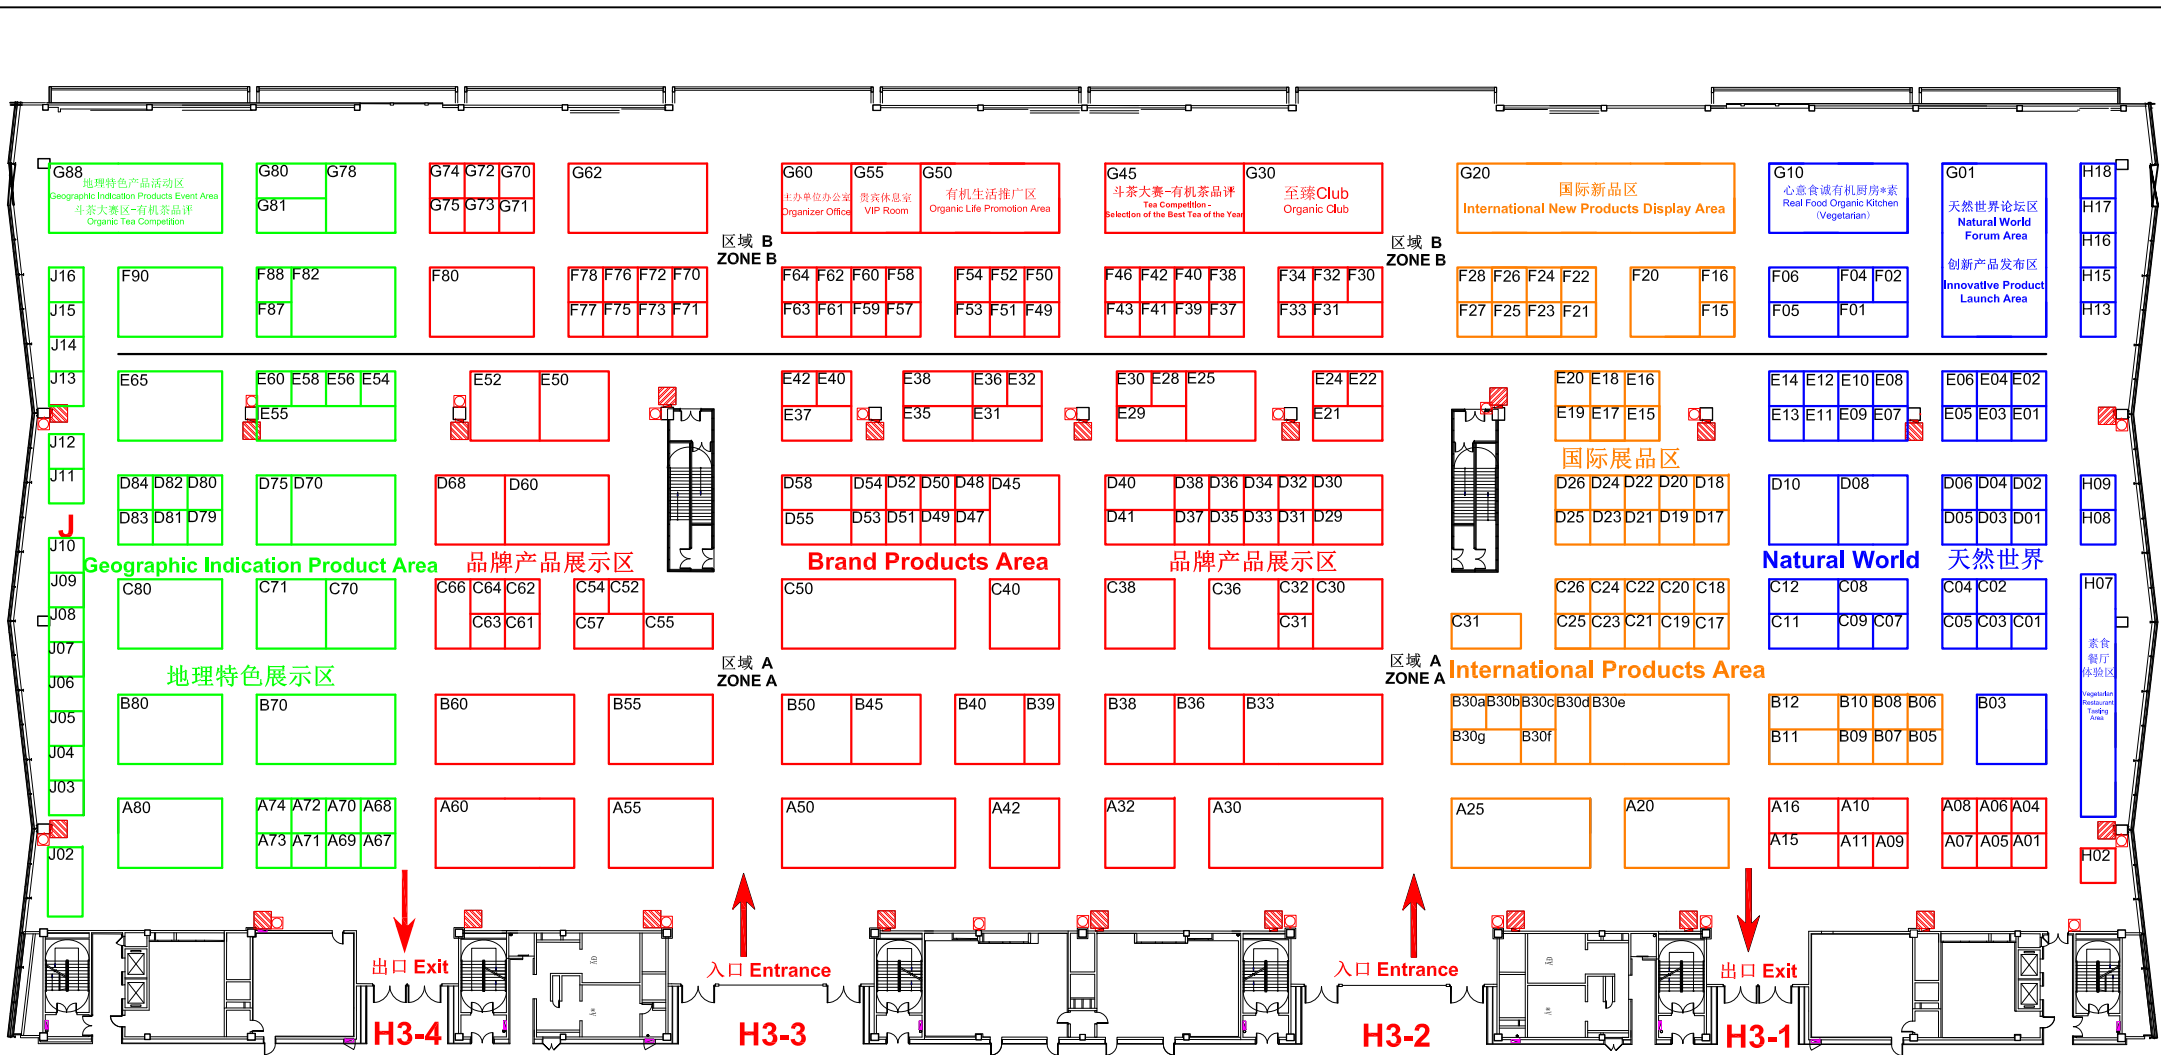 G88
地理特色产品活动区
Geographic Indication Products Event Area
斗茶大赛区-有机茶品评
Organic Tea Competition
G80 G78
G81
G74 G72 G70
G75 G73 G71
G62
G60
主办单位办公室
Organizer Office
G55
贵宾休息室
VIP Room
G50
有机生活推广区
Organic Life Promotion Area
G45
斗茶大赛-有机茶品评
Tea Competition -
Selection of the Best Tea of the Year
G30
至臻Club
Organic Club
G20
国际新品区
International New Products Display Area
G10
心意食诚有机厨房*素
Real Food Organic Kitchen
(Vegetarian)
G01
天然世界论坛区
Natural World
Forum Area
创新产品发布区
Innovative Product
Launch Area
H18
H17
H16
H15
H13
区域 B
ZONE B
区域 B
ZONE B
J16
J15
J14
J13
F90 F88 F82 F80 F78 F76 F72 F70 F64 F62 F60 F58 F54 F52 F50 F46 F42 F40 F38 F34 F32 F30 F28 F26 F24 F22 F20 F16 F06 F04 F02
F87 F77 F75 F73 F71 F63 F61 F59 F57 F53 F51 F49 F43 F41 F39 F37 F33 F31 F27 F25 F23 F21 F15 F05 F01
E65 E60 E58 E56 E54 E52 E50 E42 E40 E38 E36 E32 E30 E28 E25 E24 E22 E20 E18 E16 E14 E12 E10 E08 E06 E04 E02
E55 E37 E35 E31 E29 E21 E19 E17 E15 E13 E11 E09 E07 E05 E03 E01
J12
J11
国际展品区
D84 D82 D80 D75 D70 D68 D60 D58 D54 D52 D50 D48 D45 D40 D38 D36 D34 D32 D30 D26 D24 D22 D20 D18 D10 D08 D06 D04 D02 H09
D83 D81 D79 D55 D53 D51 D49 D47 D41 D37 D35 D33 D31 D29 D25 D23 D21 D19 D17 D05 D03 D01 H08
J
Geographic Indication Product Area
品牌产品展示区
Brand Products Area
品牌产品展示区
Natural World
天然世界
J10
J09
J08
J07
J06
J05
J04
J03
C80 C71 C70 C66 C64 C62 C54 C52 C50 C40 C38 C36 C32 C30 C26 C24 C22 C20 C18 C12 C08 C04 C02
C63 C61 C57 C55 C31 C31 C25 C23 C21 C19 C17 C11 C09 C07 C05 C03 C01
H07
素食
餐厅
体验区
Vegetarian
Restaurant
Tasting
Area
地理特色展示区
区域 A
ZONE A
区域 A
ZONE A
International Products Area
B80 B70 B60 B55 B50 B45 B40 B39 B38 B36 B33 B30a B30b B30c B30d B30e B12 B10 B08 B06 B03
B30g B30f B11 B09 B07 B05
A80 A74 A72 A70 A68 A60 A55 A50 A42 A32 A30 A25 A20 A16 A10 A08 A06 A04
A73 A71 A69 A67 A15 A11 A09 A07 A05 A01
J02
H02
出口 Exit
入口 Entrance
入口 Entrance
出口 Exit
H3-4
H3-3
H3-2
H3-1